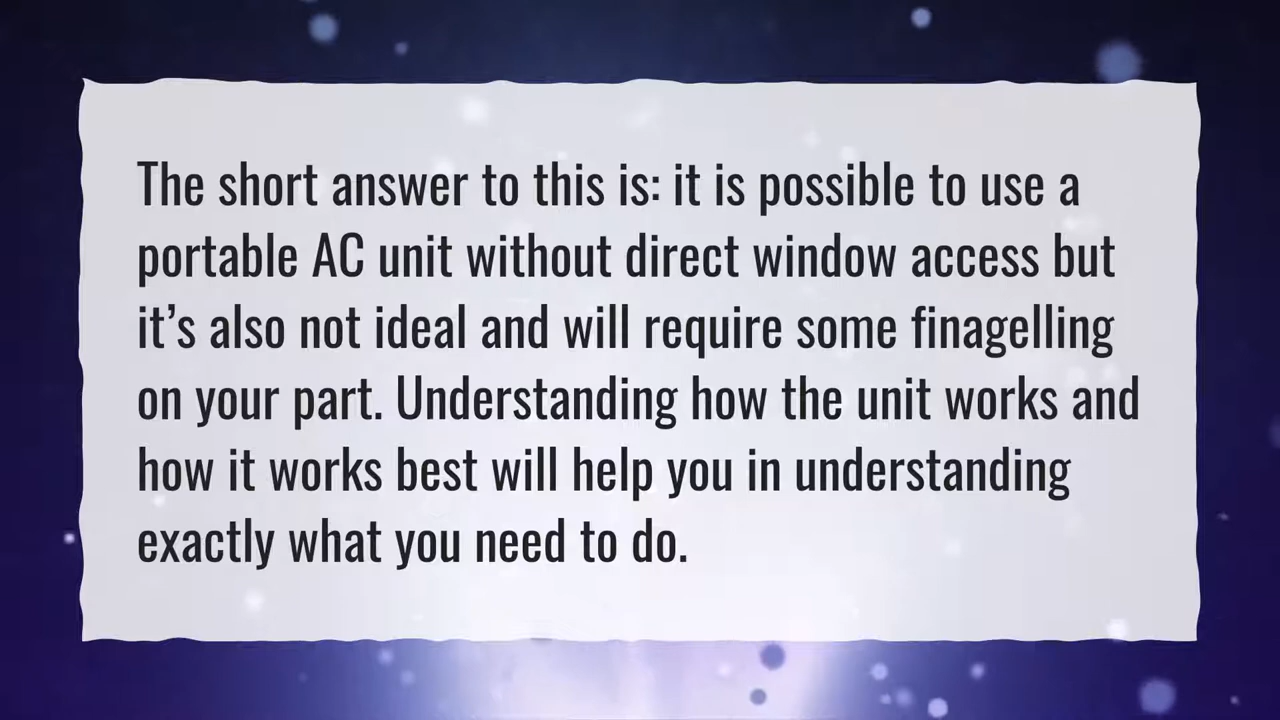 The short answer to this is: it is possible to use a
portable AC unit without direct window access but
it’s also not ideal and will require some finagelling
on your part. Understanding how the unit works and
how it works best will help you in understanding
exactly what you need to do.